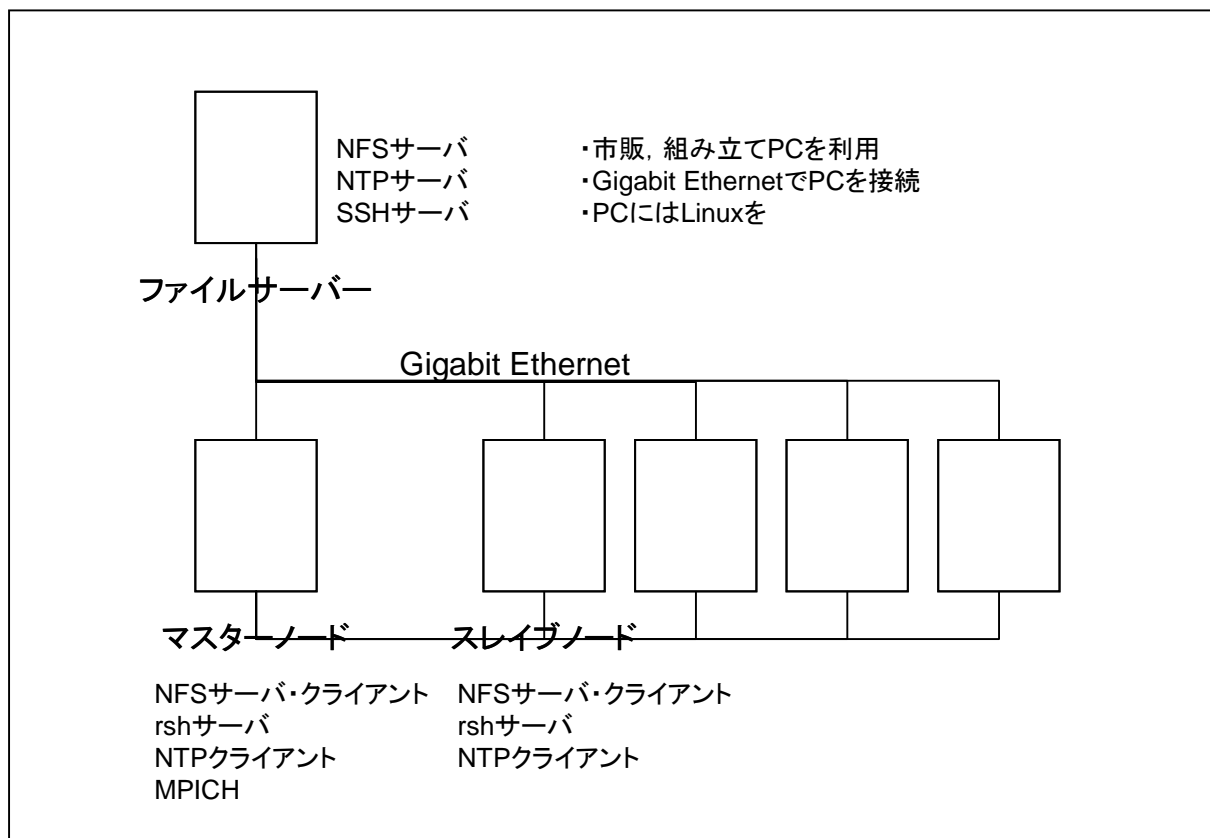 NFSサーバ
NTPサーバ
SSHサーバ
・市販，組み立てPCを利用
・Gigabit EthernetでPCを接続
・PCにはLinuxを
ファイルサーバー
Gigabit Ethernet
マスターノード
スレイブノード
NFSサーバ・クライアント
rshサーバ
NTPクライアント
MPICH
NFSサーバ・クライアント
rshサーバ
NTPクライアント